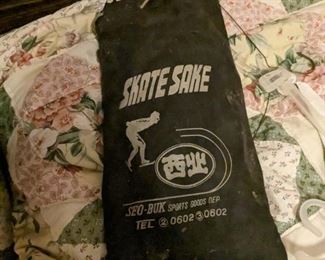 SKATE SAKE
西北
SEO-BUK SPORTS GOODS DEP
TEL ② 0602 ③ 0602